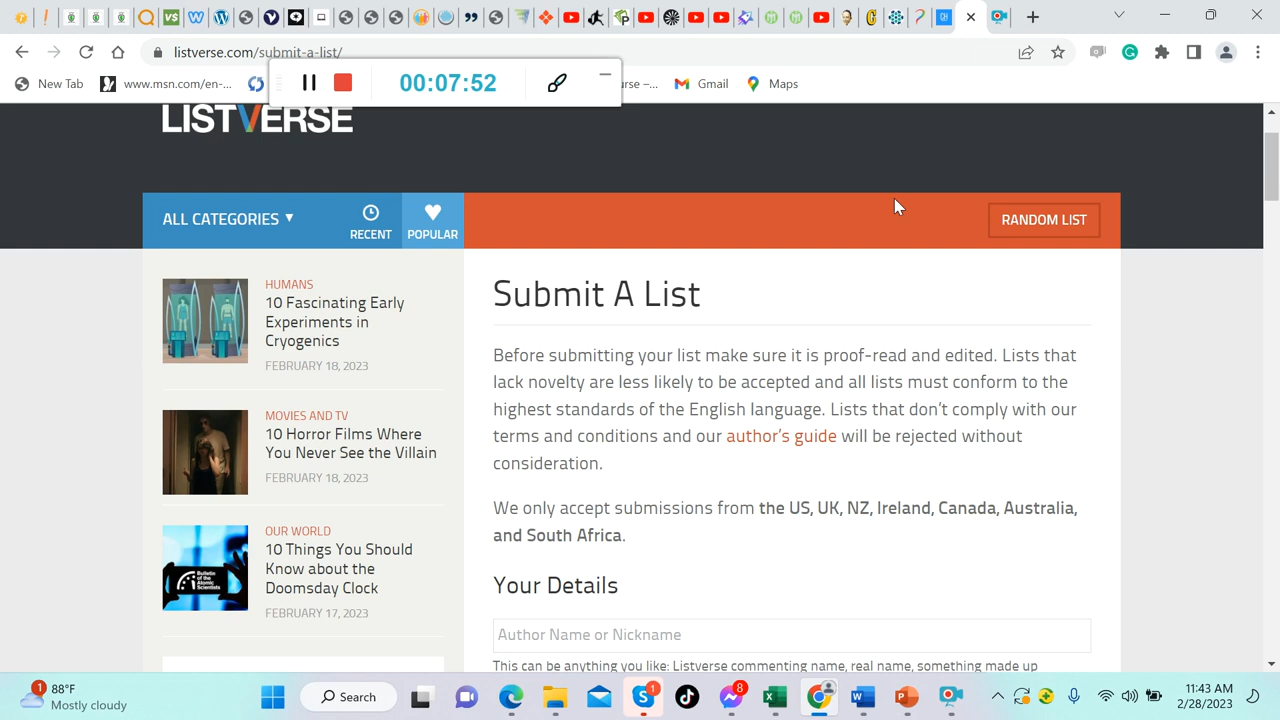 listverse.com/submit-a-list/
New Tab
www.msn.com/en-...
00:07:52
urse –...
Gmail
Maps
LISTVERSE
ALL CATEGORIES ▼
RECENT
POPULAR
RANDOM LIST
HUMANS
10 Fascinating Early
Experiments in
Cryogenics
FEBRUARY 18, 2023
MOVIES AND TV
10 Horror Films Where
You Never See the Villain
FEBRUARY 18, 2023
OUR WORLD
10 Things You Should
Know about the
Doomsday Clock
FEBRUARY 17, 2023
Submit A List
Before submitting your list make sure it is proof-read and edited. Lists that
lack novelty are less likely to be accepted and all lists must conform to the
highest standards of the English language. Lists that don’t comply with our
terms and conditions and our author’s guide will be rejected without
consideration.
We only accept submissions from the US, UK, NZ, Ireland, Canada, Australia,
and South Africa.
Your Details
Author Name or Nickname
This can be anything you like: Listverse commenting name, real name, something made up
1
88°F
Mostly cloudy
Search
1
8
11:43 AM
2/28/2023